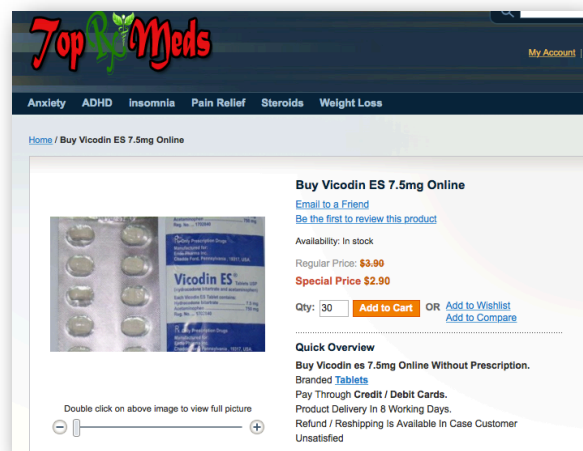 Top Rx Meds
My Account
Anxiety ADHD insomnia Pain Relief Steroids Weight Loss
Home / Buy Vicodin ES 7.5mg Online
Buy Vicodin ES 7.5mg Online
Email to a Friend
Be the first to review this product
Availability: In stock
Regular Price: $3.90
Special Price $2.90
Qty: 30 Add to Cart OR Add to Wishlist
Add to Compare
Vicodin ES
Quick Overview
Buy Vicodin es 7.5mg Online Without Prescription.
Branded Tablets
Pay Through Credit / Debit Cards.
Product Delivery In 8 Working Days.
Refund / Reshipping Is Available In Case Customer
Unsatisfied
Double click on above image to view full picture